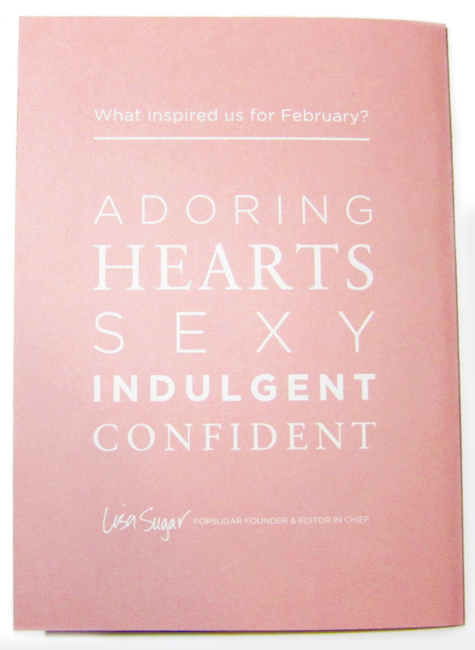 What inspired us for February?
ADORING
HEARTS
SEXY
INDULGENT
CONFIDENT
Lisa Sugar POPSUGAR FOUNDER & EDITOR IN CHIEF